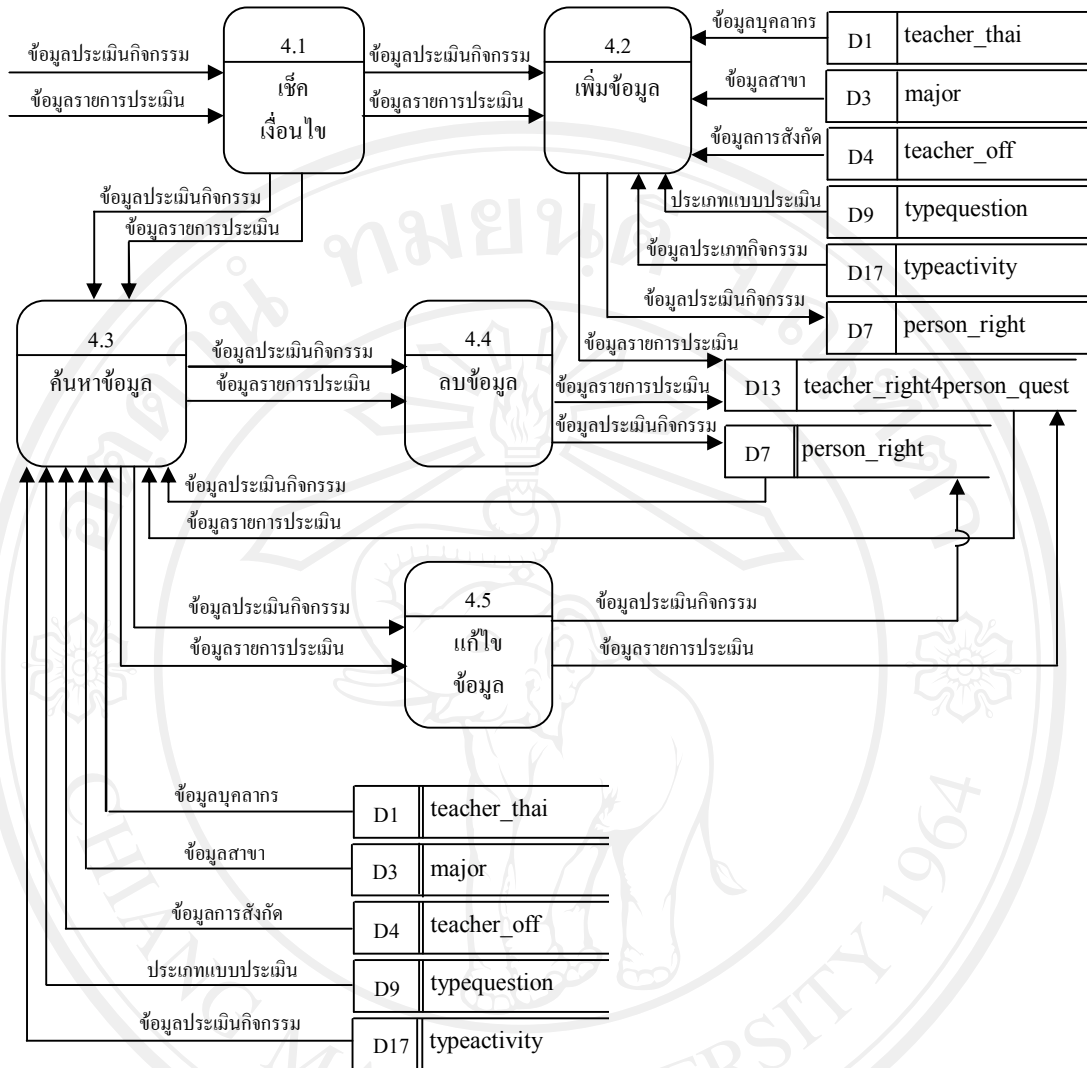 ข้อมูลประเมินกิจกรรม
ข้อมูลรายการประเมิน
4.1
เช็ค
เงื่อนไข
ข้อมูลประเมินกิจกรรม
ข้อมูลรายการประเมิน
4.2
เพิ่มข้อมูล
ข้อมูลบุคลากร
D1 teacher_thai
ข้อมูลสาขา
D3 major
ข้อมูลการสังกัด
D4 teacher_off
ประเภทแบบประเมิน
D9 typequestion
ข้อมูลประเภทกิจกรรม
D17 typeactivity
ข้อมูลประเมินกิจกรรม
D7 person_right
ข้อมูลรายการประเมิน
D13 teacher_right4person_quest
ข้อมูลประเมินกิจกรรม
ข้อมูลรายการประเมิน
4.3
ค้นหาข้อมูล
ข้อมูลประเมินกิจกรรม
ข้อมูลรายการประเมิน
4.4
ลบข้อมูล
ข้อมูลรายการประเมิน
ข้อมูลประเมินกิจกรรม
D7 person_right
ข้อมูลประเมินกิจกรรม
ข้อมูลรายการประเมิน
ข้อมูลประเมินกิจกรรม
ข้อมูลรายการประเมิน
4.5
แก้ไข
ข้อมูล
ข้อมูลประเมินกิจกรรม
ข้อมูลรายการประเมิน
ข้อมูลบุคลากร
D1 teacher_thai
ข้อมูลสาขา
D3 major
ข้อมูลการสังกัด
D4 teacher_off
ประเภทแบบประเมิน
D9 typequestion
ข้อมูลประเมินกิจกรรม
D17 typeactivity